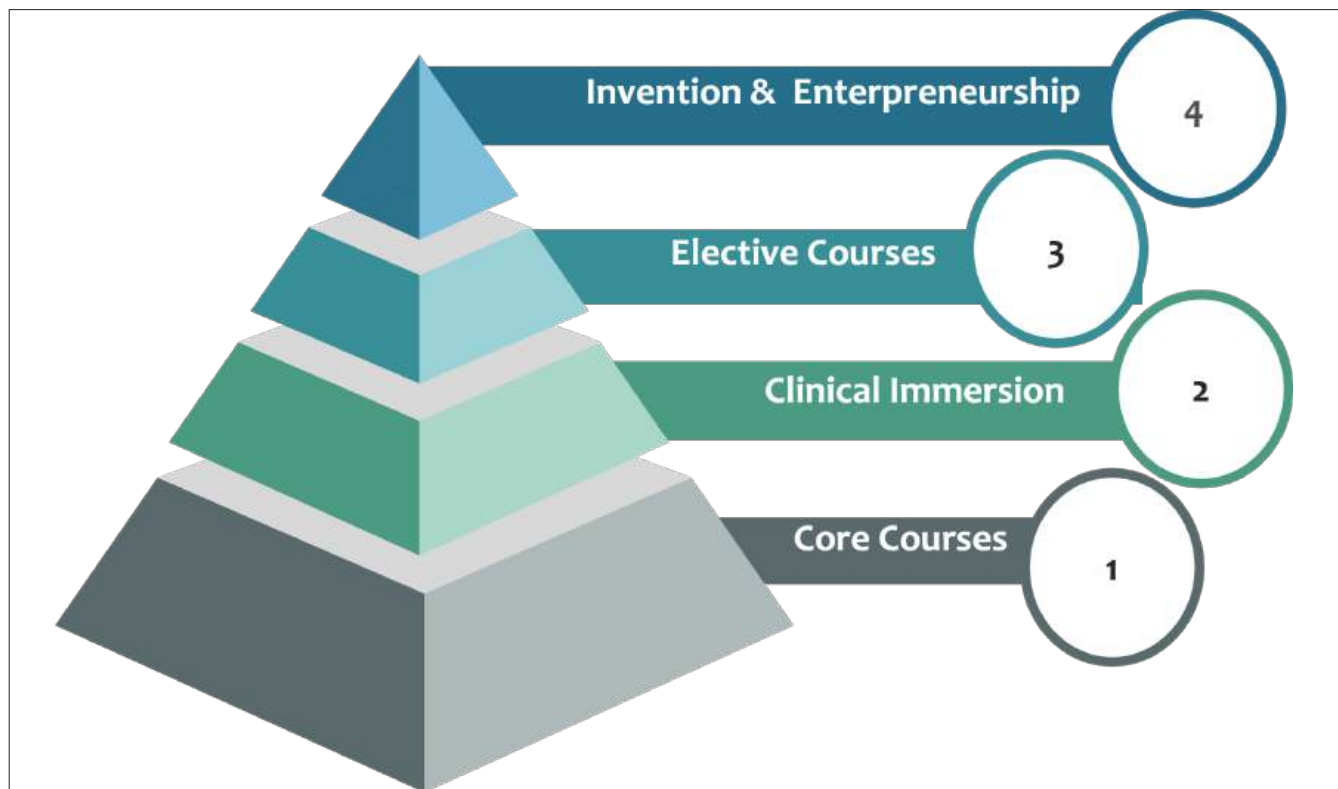 Invention & Enterpreneurship
4
Elective Courses
3
Clinical Immersion
2
Core Courses
1